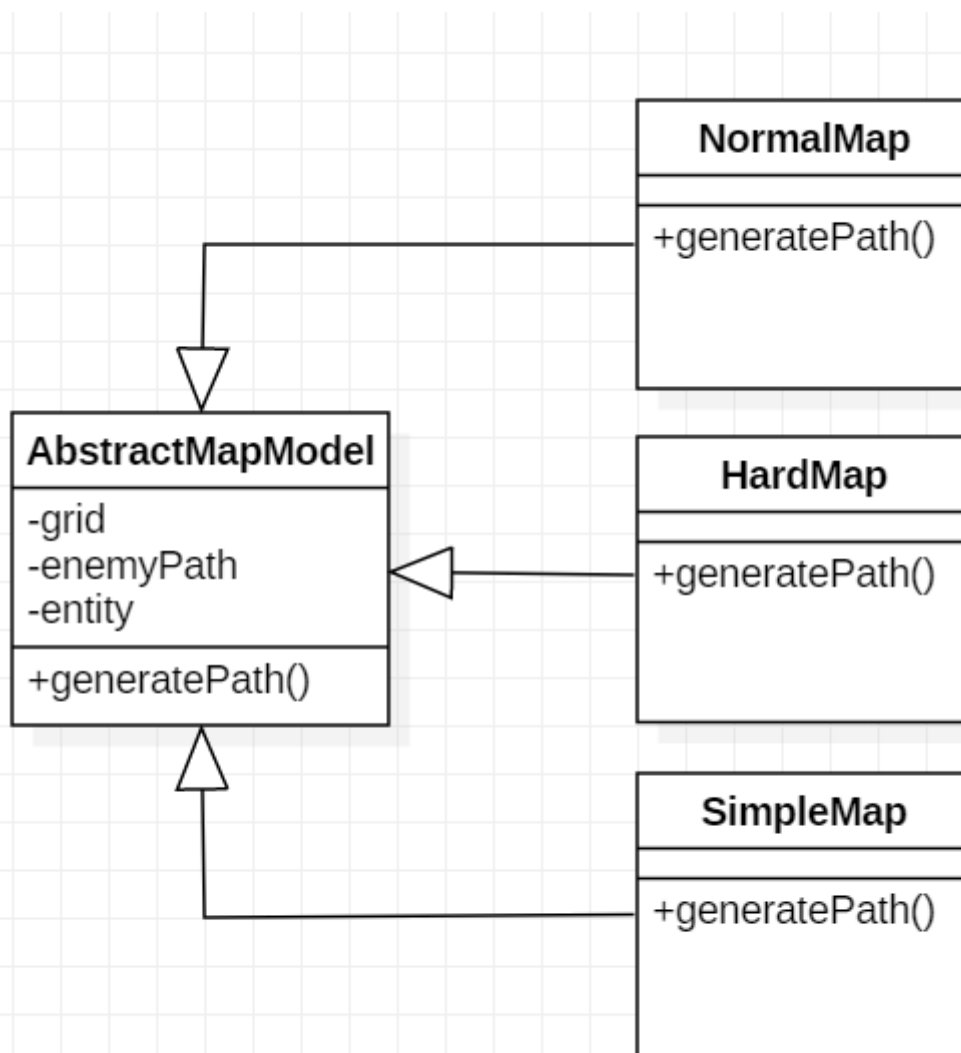 NormalMap
+generatePath()
AbstractMapModel
-grid
-enemyPath
-entity
+generatePath()
HardMap
+generatePath()
SimpleMap
+generatePath()